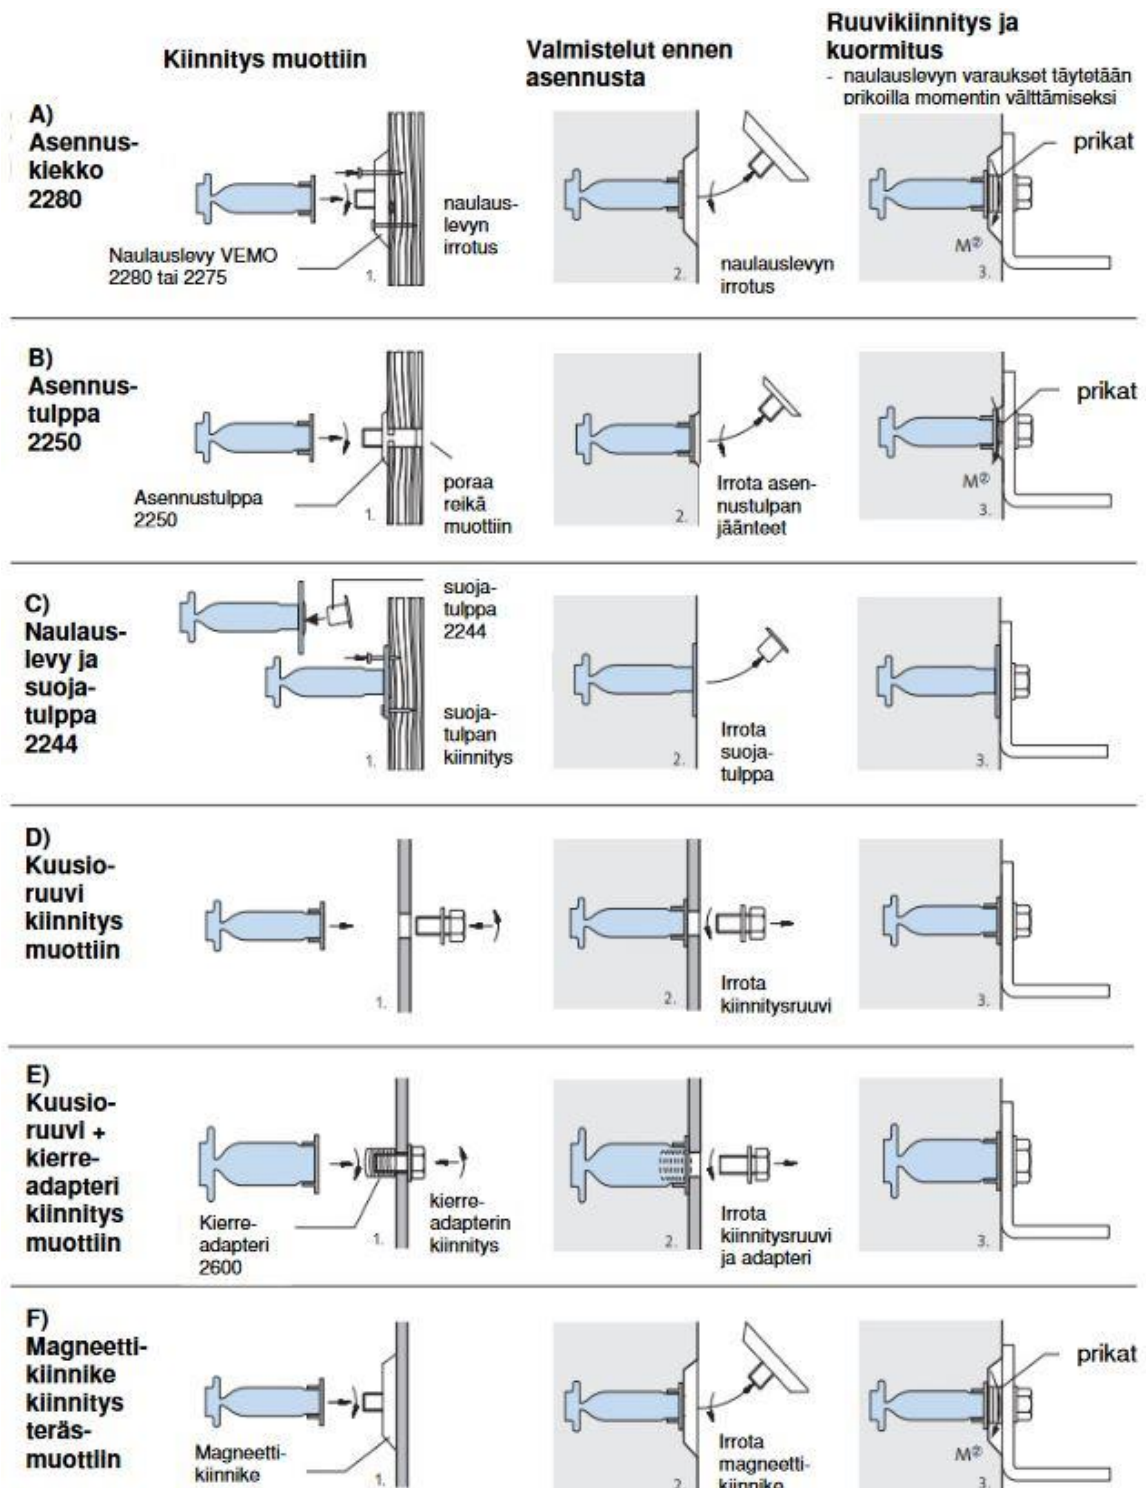 Kiinnitys muottiin
Valmistelut ennen
asennusta
Ruuvikiinnitys ja
kuormitus
- naulauslevyn varaukset täytetään
prikoilla momentin välttämiseksi
A)
Asennus-
kiekko
2280
Naulauslevy VEMO
2280 tai 2275
1.
naulaus-
levyn
irrotus
2.
naulauslevyn
irrotus
prikat
M②
3.
B)
Asennus-
tulppa
2250
Asennustulppa
2250
1.
poraa
reikä
muottiin
2.
Irrota asen-
nustulpan
jäänteet
prikat
M②
3.
C)
Naulaus-
levy ja
suoja-
tulppa
2244
suoja-
tulppa
2244
suoja-
tulpan
kiinnitys
1.
2.
Irrota
suoja-
tulppa
3.
D)
Kuusio-
ruuvi
kiinnitys
muottiin
1.
2.
Irrota
kiinnitysruuvi
3.
E)
Kuusio-
ruuvi +
kierre-
adapteri
kiinnitys
muottiin
Kierre-
adapteri
2600
1.
kierre-
adapterin
kiinnitys
2.
Irrota
kiinnitysruuvi
ja adapteri
3.
F)
Magneetti-
kiinnike
kiinnitys
teräs-
muottiin
Magneetti-
kiinnike
1.
2.
Irrota
magneetti-
kiinnike
prikat
M②
3.